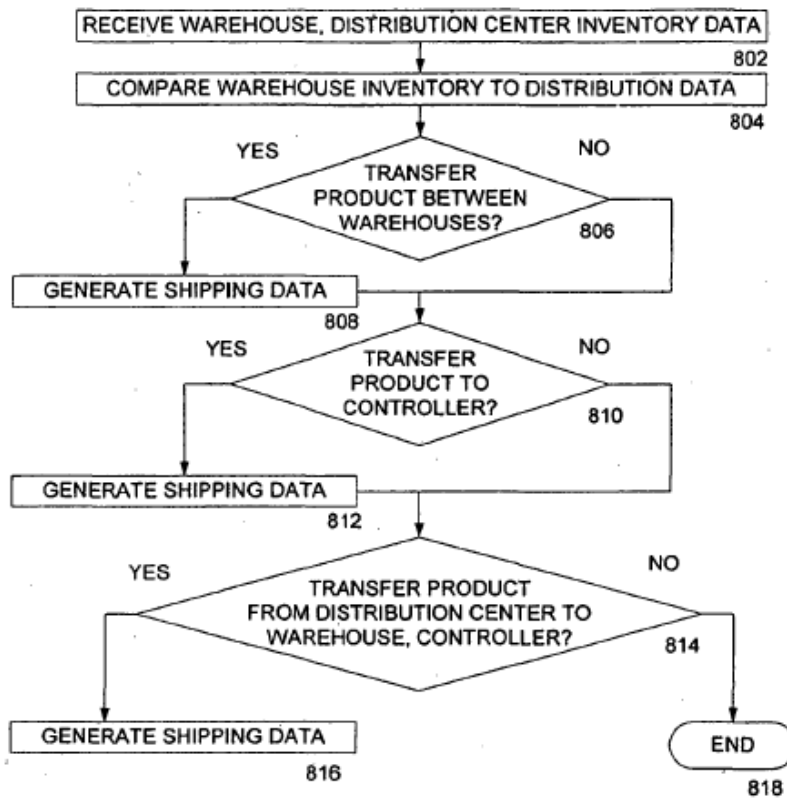 RECEIVE WAREHOUSE, DISTRIBUTION CENTER INVENTORY DATA
802
COMPARE WAREHOUSE INVENTORY TO DISTRIBUTION DATA
804
YES
NO
TRANSFER
PRODUCT BETWEEN
WAREHOUSES?
806
GENERATE SHIPPING DATA
808
YES
NO
TRANSFER
PRODUCT TO
CONTROLLER?
810
GENERATE SHIPPING DATA
812
YES
NO
TRANSFER PRODUCT
FROM DISTRIBUTION CENTER TO
WAREHOUSE, CONTROLLER?
814
GENERATE SHIPPING DATA
816
END
818